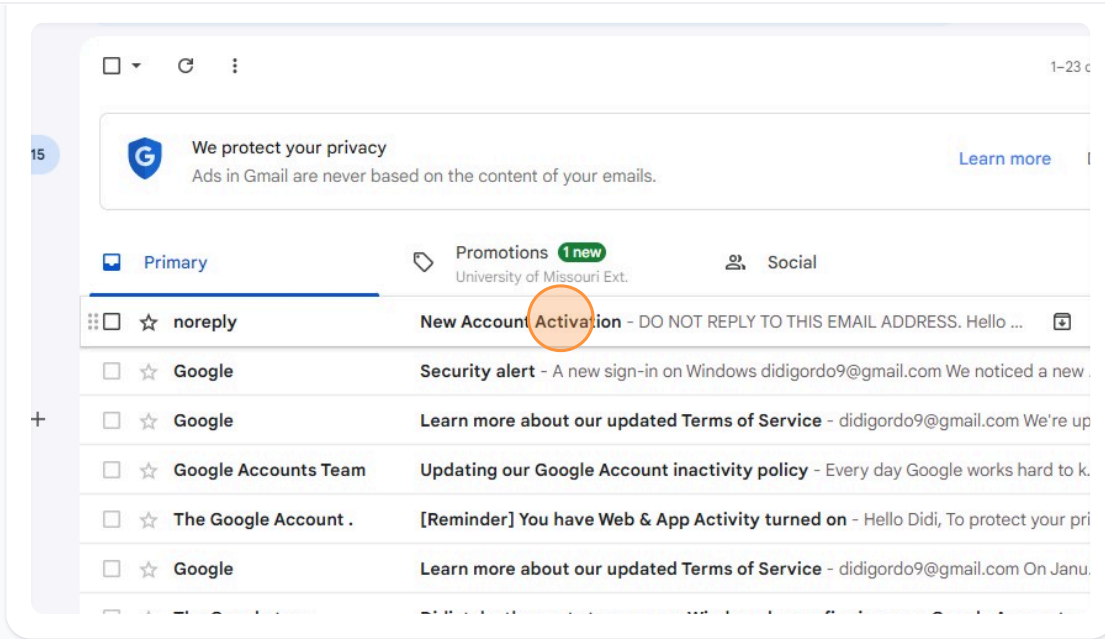 1–23
15
We protect your privacy
Ads in Gmail are never based on the content of your emails.
Learn more
Primary
Promotions 1 new
University of Missouri Ext.
Social
noreply New Account Activation - DO NOT REPLY TO THIS EMAIL ADDRESS. Hello ...
Google Security alert - A new sign-in on Windows didigordo9@gmail.com We noticed a new
Google Learn more about our updated Terms of Service - didigordo9@gmail.com We're up
Google Accounts Team Updating our Google Account inactivity policy - Every day Google works hard to k.
The Google Account . [Reminder] You have Web & App Activity turned on - Hello Didi, To protect your pri
Google Learn more about our updated Terms of Service - didigordo9@gmail.com On Janu.